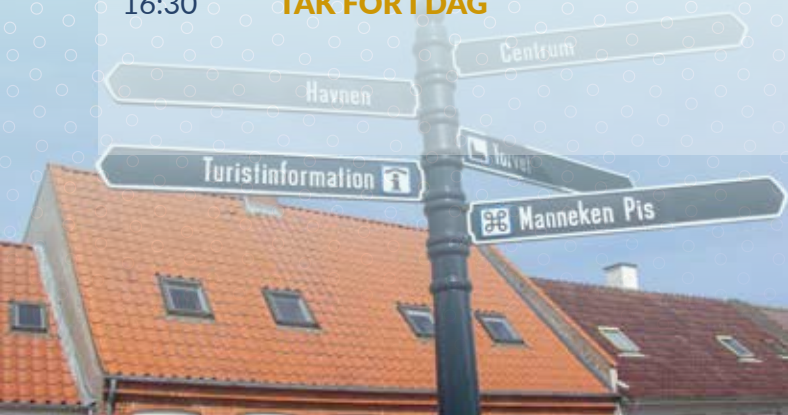 16:30 TAK FOR I DAG
Centrum
Havnen
Torvet
Turistinformation
Manneken Pis